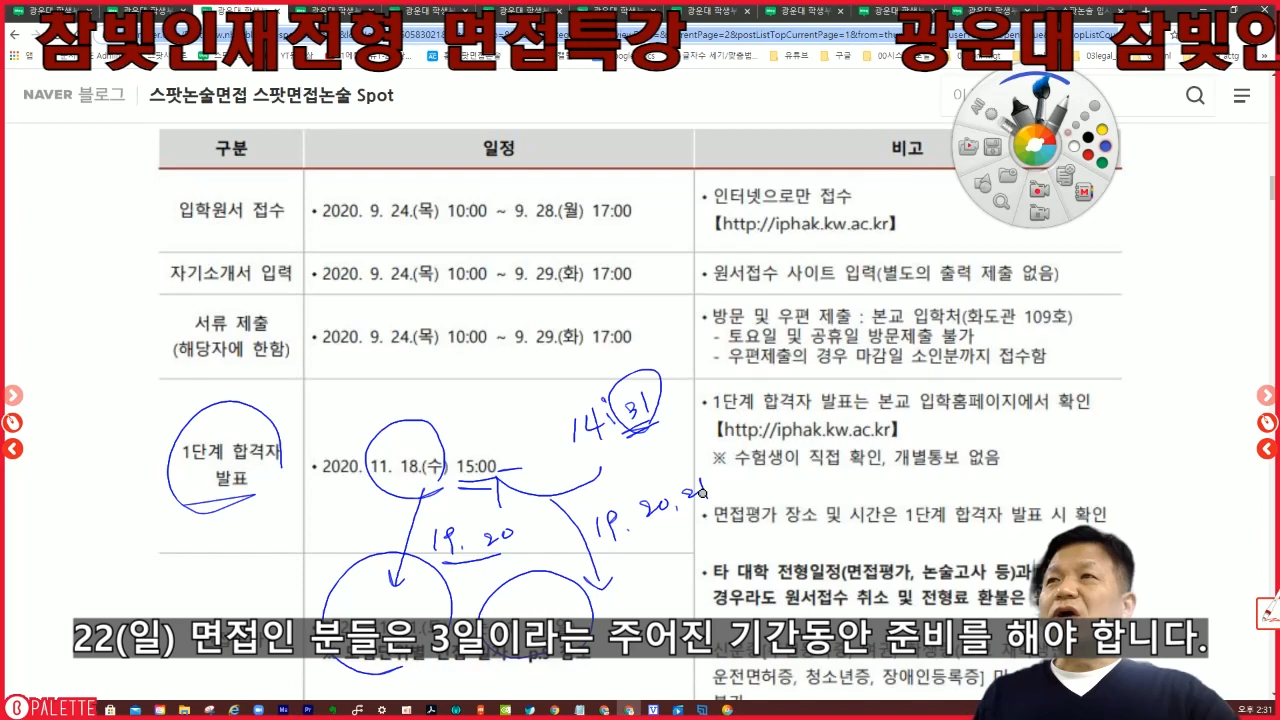 참빛인재전형 면접특강 광운대 참빛인
NAVER 블로그 스팟논술면접 스팟면접논술 Spot
구분 일정 비고
입학원서 접수 • 2020. 9. 24.(목) 10:00 ~ 9. 28.(월) 17:00 • 인터넷으로만 접수
【http://iphak.kw.ac.kr】
자기소개서 입력 • 2020. 9. 24.(목) 10:00 ~ 9. 29.(화) 17:00 • 원서접수 사이트 입력(별도의 출력 제출 없음)
서류 제출
(해당자에 한함) • 2020. 9. 24.(목) 10:00 ~ 9. 29.(화) 17:00 • 방문 및 우편 제출 : 본교 입학처(화도관 109호)
- 토요일 및 공휴일 방문제출 불가
- 우편제출의 경우 마감일 소인분까지 접수함
1단계 합격자
발표 • 2020. 11. 18.(수) 15:00 • 1단계 합격자 발표는 본교 입학홈페이지에서 확인
【http://iphak.kw.ac.kr】
※ 수험생이 직접 확인, 개별통보 없음
14 31
19. 20
19. 20. 21
• 면접평가 장소 및 시간은 1단계 합격자 발표 시 확인
• 타 대학 전형일정(면접평가, 논술고사 등)과
경우라도 원서접수 취소 및 전형료 환불은
22(일) 면접인 분들은 3일이라는 주어진 기간동안 준비를 해야 합니다.
운전면허증, 청소년증, 장애인등록증]
PALETTE
오후 2:31